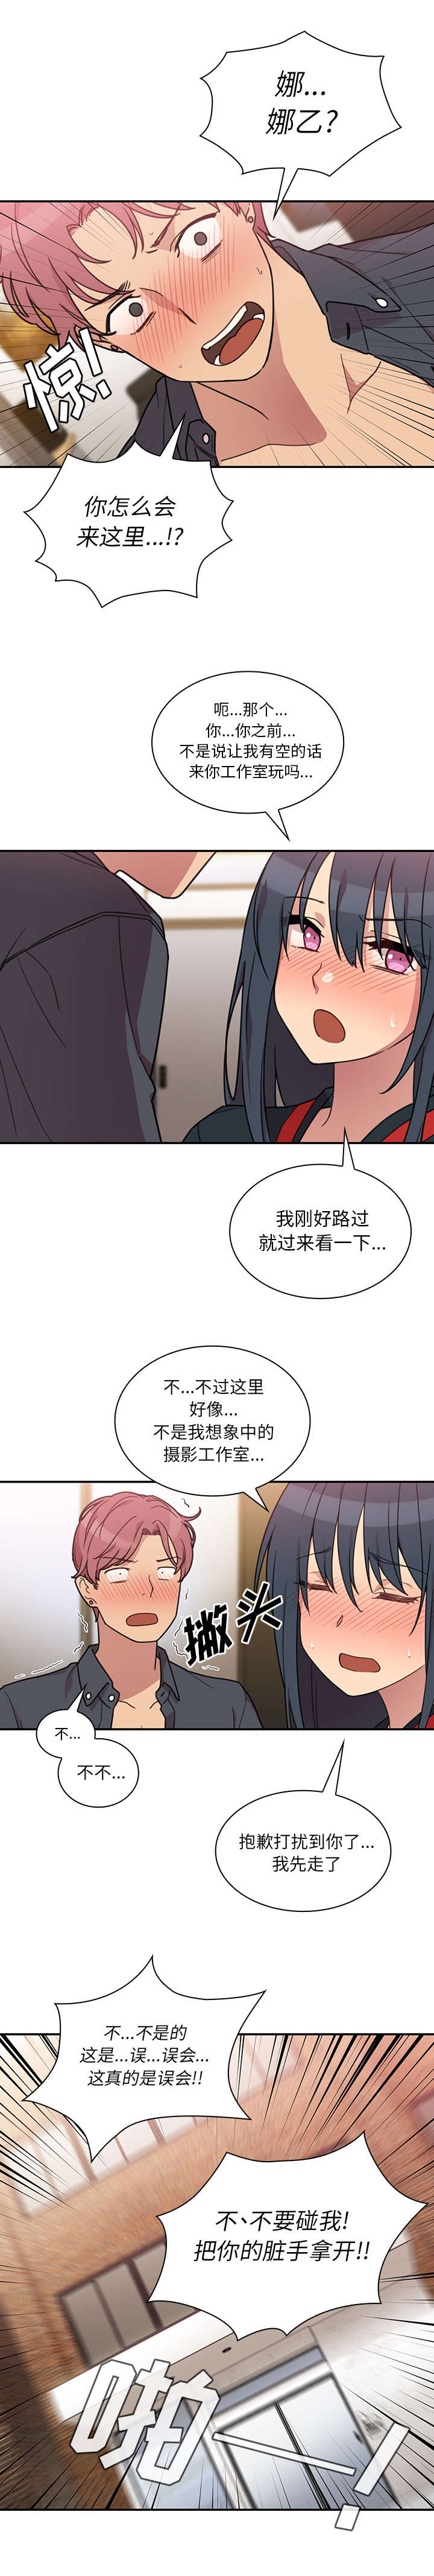 娜...
娜乙?
惊!
你怎么会
来这里...!?
呃...那个...
你...你之前...
不是说让我有空的话
来你工作室玩吗...
我刚好路过
就过来看一下...
不...不过这里
好像...
不是我想象中的
摄影工作室...
撇头
不...
不不...
抱歉打扰到你了...
我先走了
不...不是的
这是...误...误会...
这真的是误会!!
不、不要碰我!
把你的脏手拿开!!
啪——!